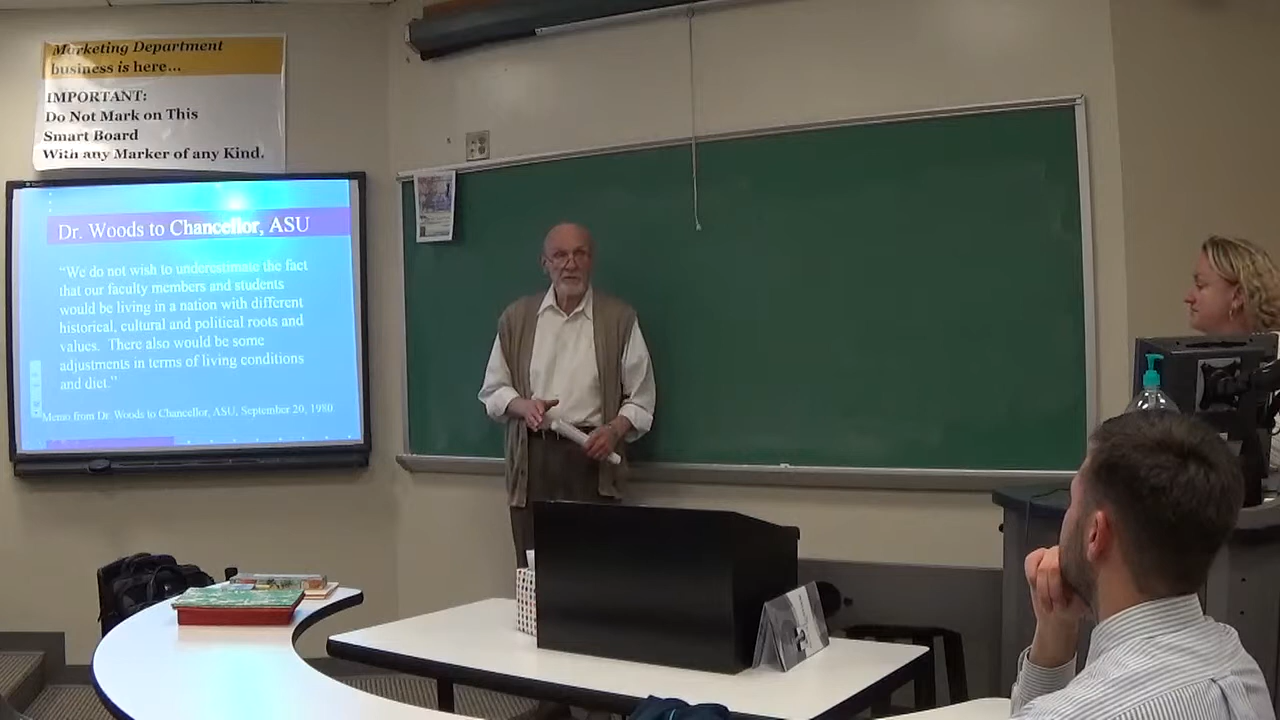 Marketing Department
business is here...
IMPORTANT:
Do Not Mark on This
Smart Board
With any Marker of any Kind.
Dr. Woods to Chancellor, ASU
“We do not wish to underestimate the fact
that our faculty members and students
would be living in a nation with different
historical, cultural and political roots and
values. There also would be some
adjustments in terms of living conditions
and diet.”
Memo from Dr. Woods to Chancellor, ASU, September 20, 1980